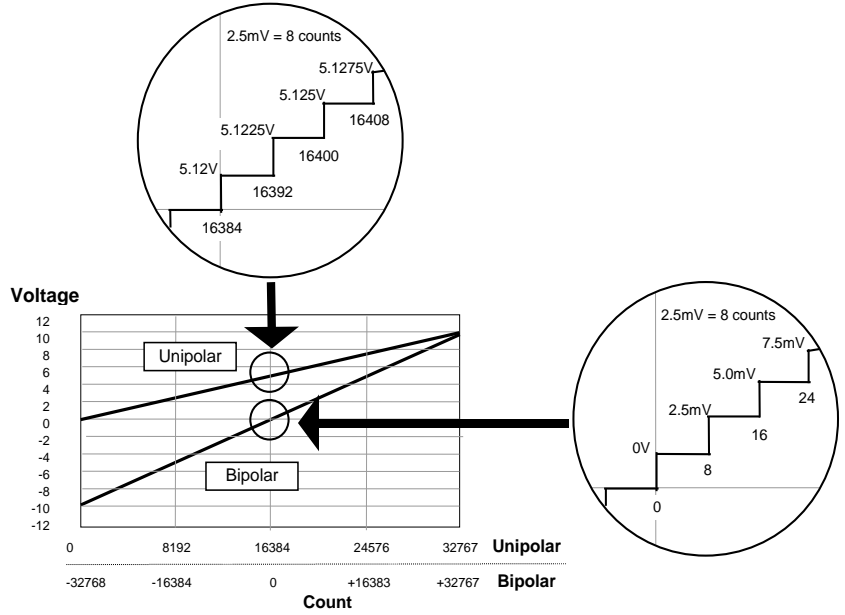 2.5mV = 8 counts
5.1275V
5.125V
16408
5.1225V
16400
5.12V
16392
16384
Voltage
12
10
8
6
4
2
0
-2
-4
-6
-8
-10
-12
Unipolar
Bipolar
0 8192 16384 24576 32767 Unipolar
-32768 -16384 0 +16383 +32767 Bipolar
Count
2.5mV = 8 counts
7.5mV
5.0mV
24
2.5mV
16
0V
8
0